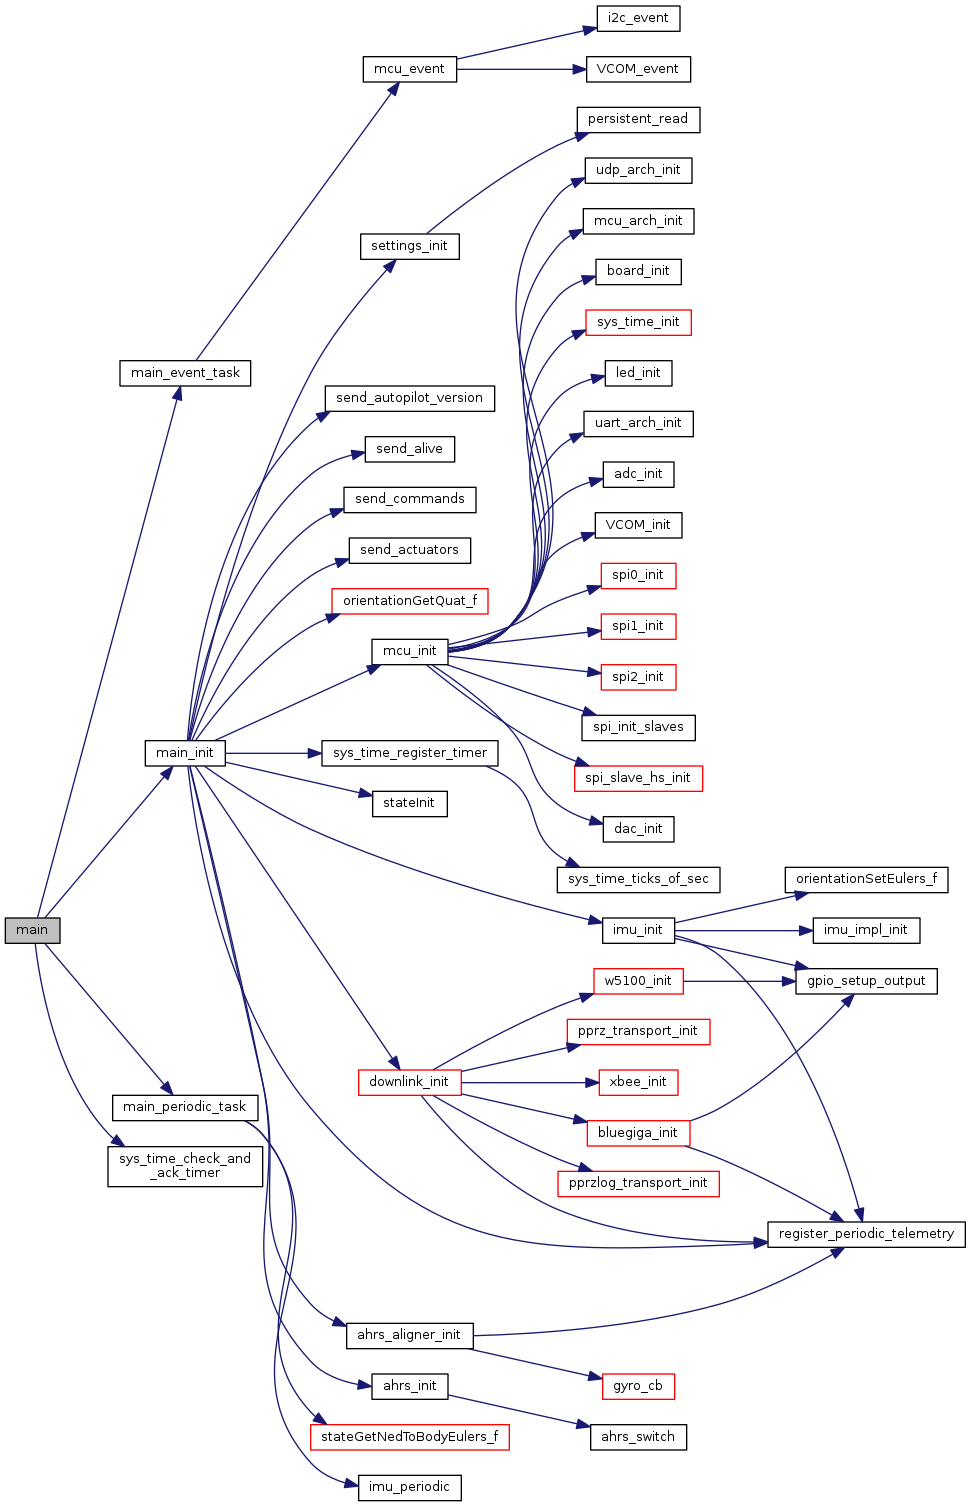 i2c_event
mcu_event
VCOM_event
persistent_read
udp_arch_init
mcu_arch_init
settings_init
board_init
sys_time_init
main_event_task
led_init
send_autopilot_version
uart_arch_init
send_alive
adc_init
send_commands
VCOM_init
send_actuators
spi0_init
orientationGetQuat_f
spi1_init
mcu_init
spi2_init
spi_init_slaves
main_init
sys_time_register_timer
spi_slave_hs_init
stateInit
dac_init
sys_time_ticks_of_sec
orientationSetEulers_f
main
imu_init
imu_impl_init
w5100_init
gpio_setup_output
pprz_transport_init
downlink_init
xbee_init
main_periodic_task
bluegiga_init
sys_time_check_and
_ack_timer
pprzlog_transport_init
register_periodic_telemetry
ahrs_aligner_init
ahrs_init
gyro_cb
stateGetNedToBodyEulers_f
ahrs_switch
imu_periodic